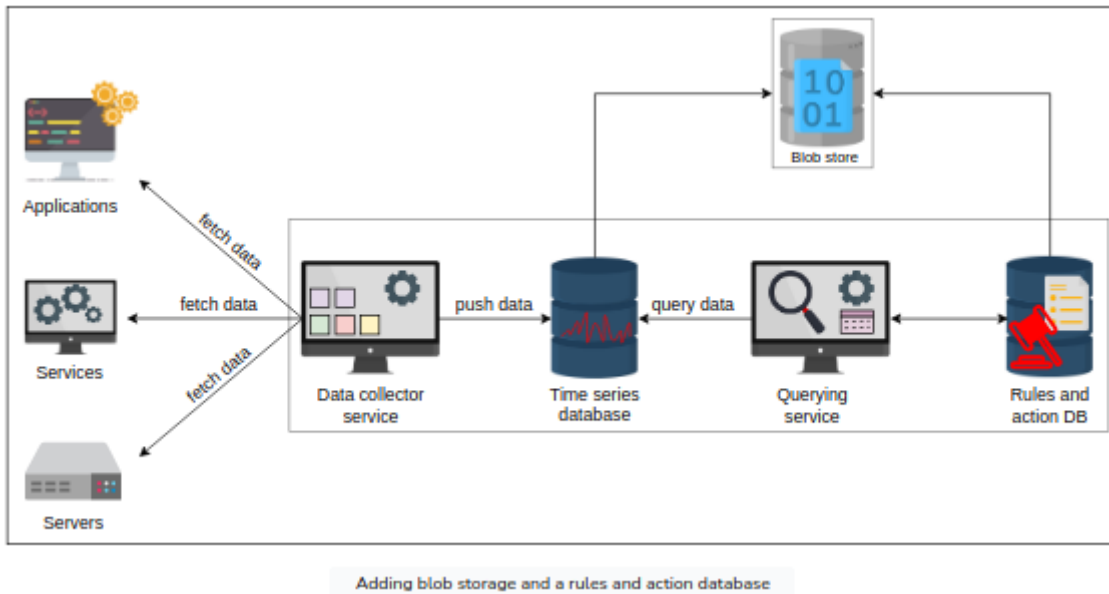 10
01
Blob store
Applications
fetch data
fetch data
Services
fetch data
Servers
push data
query data
Data collector
service
Time series
database
Querying
service
Rules and
action DB
Adding blob storage and a rules and action database